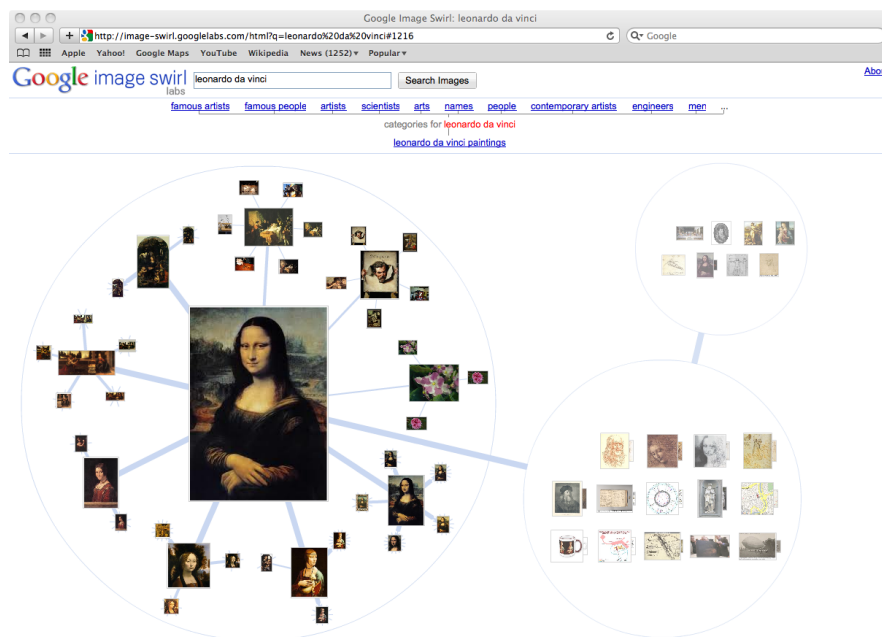 Google Image Swirl: leonardo da vinci
http://image-swirl.googlelabs.com/html?q=leonardo%20da%20vinci#1216
Google
Apple Yahoo! Google Maps YouTube Wikipedia News (1252)▾ Popular▾
Google image swirl
labs
leonardo da vinci
Search Images
Abo
famous artists famous people artists scientists arts names people contemporary artists engineers men ...
categories for leonardo da vinci
leonardo da vinci paintings